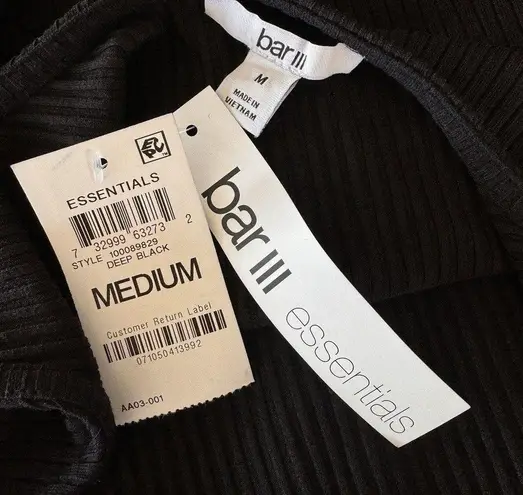 bar III
M
MADE IN
VIETNAM
EPC
ESSENTIALS
7 32999 63273 2
STYLE 100089829
DEEP BLACK
MEDIUM
Customer Return Label
071050413992
AA03-001
bar III
essentials